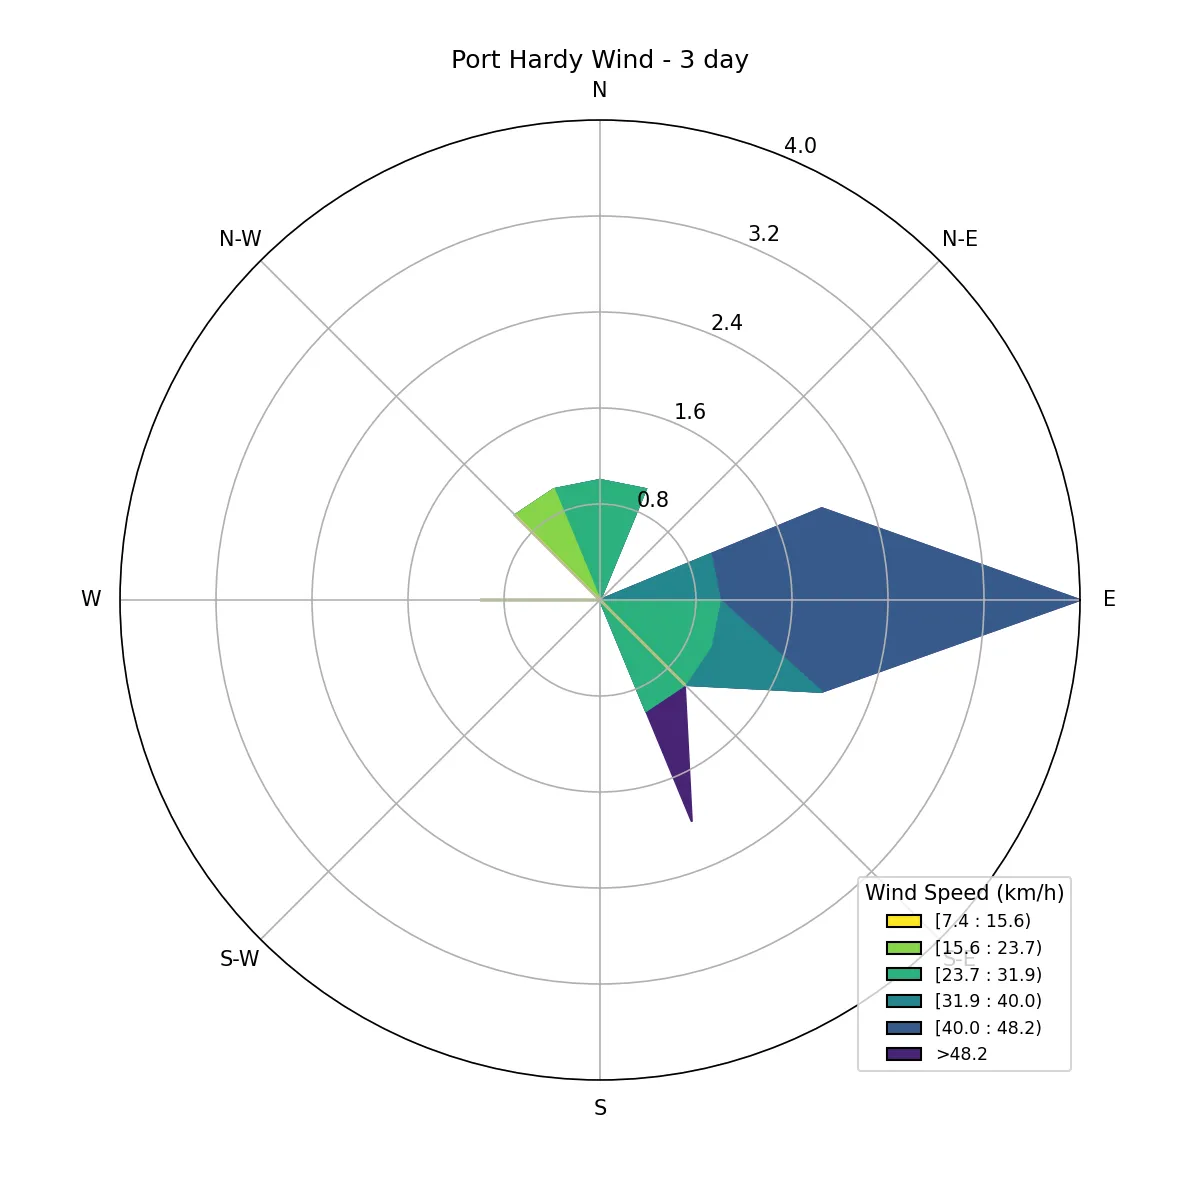 Port Hardy Wind - 3 day
N
4.0
N-W
N-E
3.2
2.4
1.6
0.8
W
E
S-W
S-E
Wind Speed (km/h)
[7.4 : 15.6)
[15.6 : 23.7)
[23.7 : 31.9)
[31.9 : 40.0)
[40.0 : 48.2)
>48.2
S